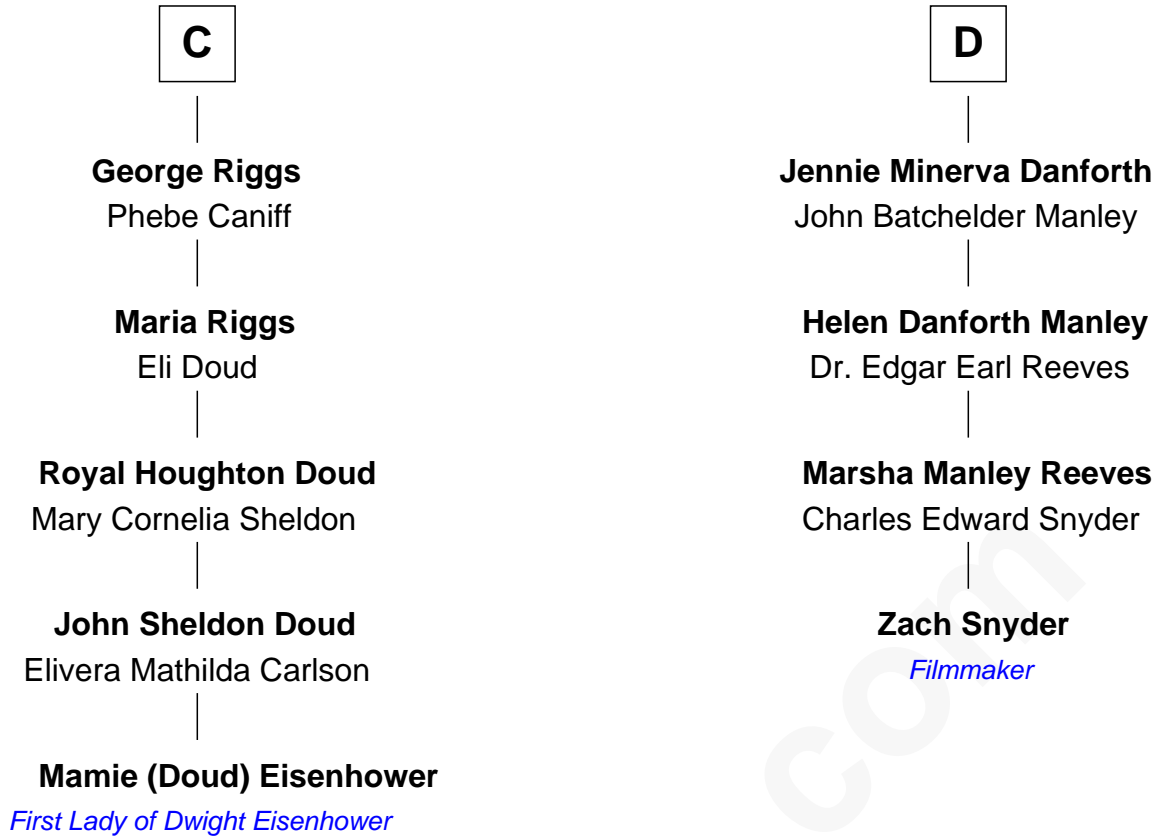 C
George Riggs
Phebe Caniff
Maria Riggs
Eli Doud
Royal Houghton Doud
Mary Cornelia Sheldon
John Sheldon Doud
Elivera Mathilda Carlson
Mamie (Doud) Eisenhower
First Lady of Dwight Eisenhower
D
Jennie Minerva Danforth
John Batchelder Manley
Helen Danforth Manley
Dr. Edgar Earl Reeves
Marsha Manley Reeves
Charles Edward Snyder
Zach Snyder
Filmmaker
com